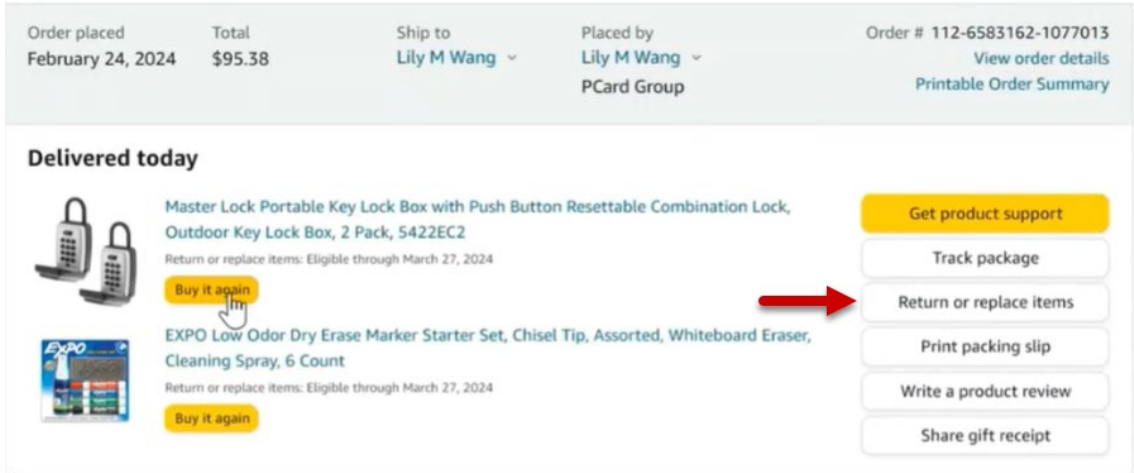 Order placed
Total
Ship to
Placed by
Order # 112-6583162-1077013
February 24, 2024
$95.38
Lily M Wang
Lily M Wang
View order details
PCard Group
Printable Order Summary
Delivered today
Master Lock Portable Key Lock Box with Push Button Resettable Combination Lock,
Outdoor Key Lock Box, 2 Pack, 5422EC2
Return or replace items: Eligible through March 27, 2024
Buy it again
EXPO Low Odor Dry Erase Marker Starter Set, Chisel Tip, Assorted, Whiteboard Eraser,
Cleaning Spray, 6 Count
Return or replace items: Eligible through March 27, 2024
Buy it again
EXPO
Get product support
Track package
Return or replace items
Print packing slip
Write a product review
Share gift receipt